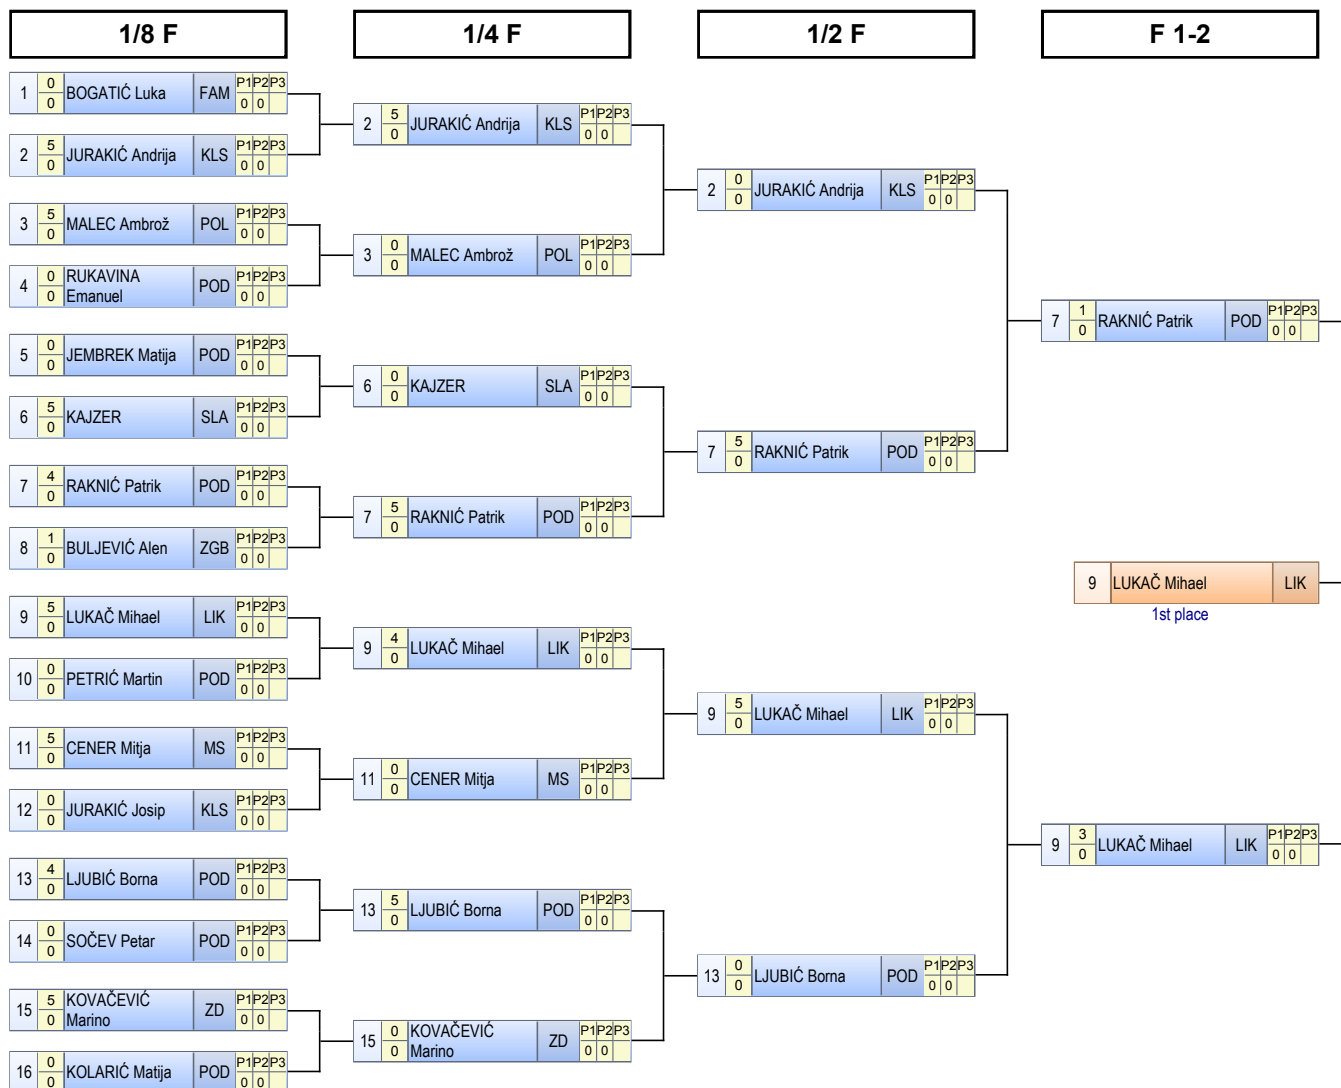 1/8 F
1/4 F
1/2 F
F 1-2
1 0 0 BOGATIĆ Luka FAM P1 P2 P3 0 0
2 5 0 JURAKIĆ Andrija KLS P1 P2 P3 0 0
3 5 0 MALEC Ambrož POL P1 P2 P3 0 0
4 0 0 RUKAVINA
Emanuel POD P1 P2 P3 0 0
5 0 0 JEMBREK Matija POD P1 P2 P3 0 0
6 5 0 KAJZER SLA P1 P2 P3 0 0
7 4 0 RAKNIĆ Patrik POD P1 P2 P3 0 0
8 1 0 BULJEVIĆ Alen ZGB P1 P2 P3 0 0
9 5 0 LUKAČ Mihael LIK P1 P2 P3 0 0
10 0 0 PETRIĆ Martin POD P1 P2 P3 0 0
11 5 0 CENER Mitja MS P1 P2 P3 0 0
12 0 0 JURAKIĆ Josip KLS P1 P2 P3 0 0
13 4 0 LJUBIĆ Borna POD P1 P2 P3 0 0
14 0 0 SOČEV Petar POD P1 P2 P3 0 0
15 5 0 KOVAČEVIĆ
Marino ZD P1 P2 P3 0 0
16 0 0 KOLARIĆ Matija POD P1 P2 P3 0 0
2 5 0 JURAKIĆ Andrija KLS P1 P2 P3 0 0
3 0 0 MALEC Ambrož POL P1 P2 P3 0 0
6 0 0 KAJZER SLA P1 P2 P3 0 0
7 5 0 RAKNIĆ Patrik POD P1 P2 P3 0 0
9 4 0 LUKAČ Mihael LIK P1 P2 P3 0 0
11 0 0 CENER Mitja MS P1 P2 P3 0 0
13 5 0 LJUBIĆ Borna POD P1 P2 P3 0 0
15 0 0 KOVAČEVIĆ
Marino ZD P1 P2 P3 0 0
2 0 0 JURAKIĆ Andrija KLS P1 P2 P3 0 0
7 5 0 RAKNIĆ Patrik POD P1 P2 P3 0 0
9 5 0 LUKAČ Mihael LIK P1 P2 P3 0 0
13 0 0 LJUBIĆ Borna POD P1 P2 P3 0 0
7 1 0 RAKNIĆ Patrik POD P1 P2 P3 0 0
9 LUKAČ Mihael LIK
1st place
9 3 0 LUKAČ Mihael LIK P1 P2 P3 0 0